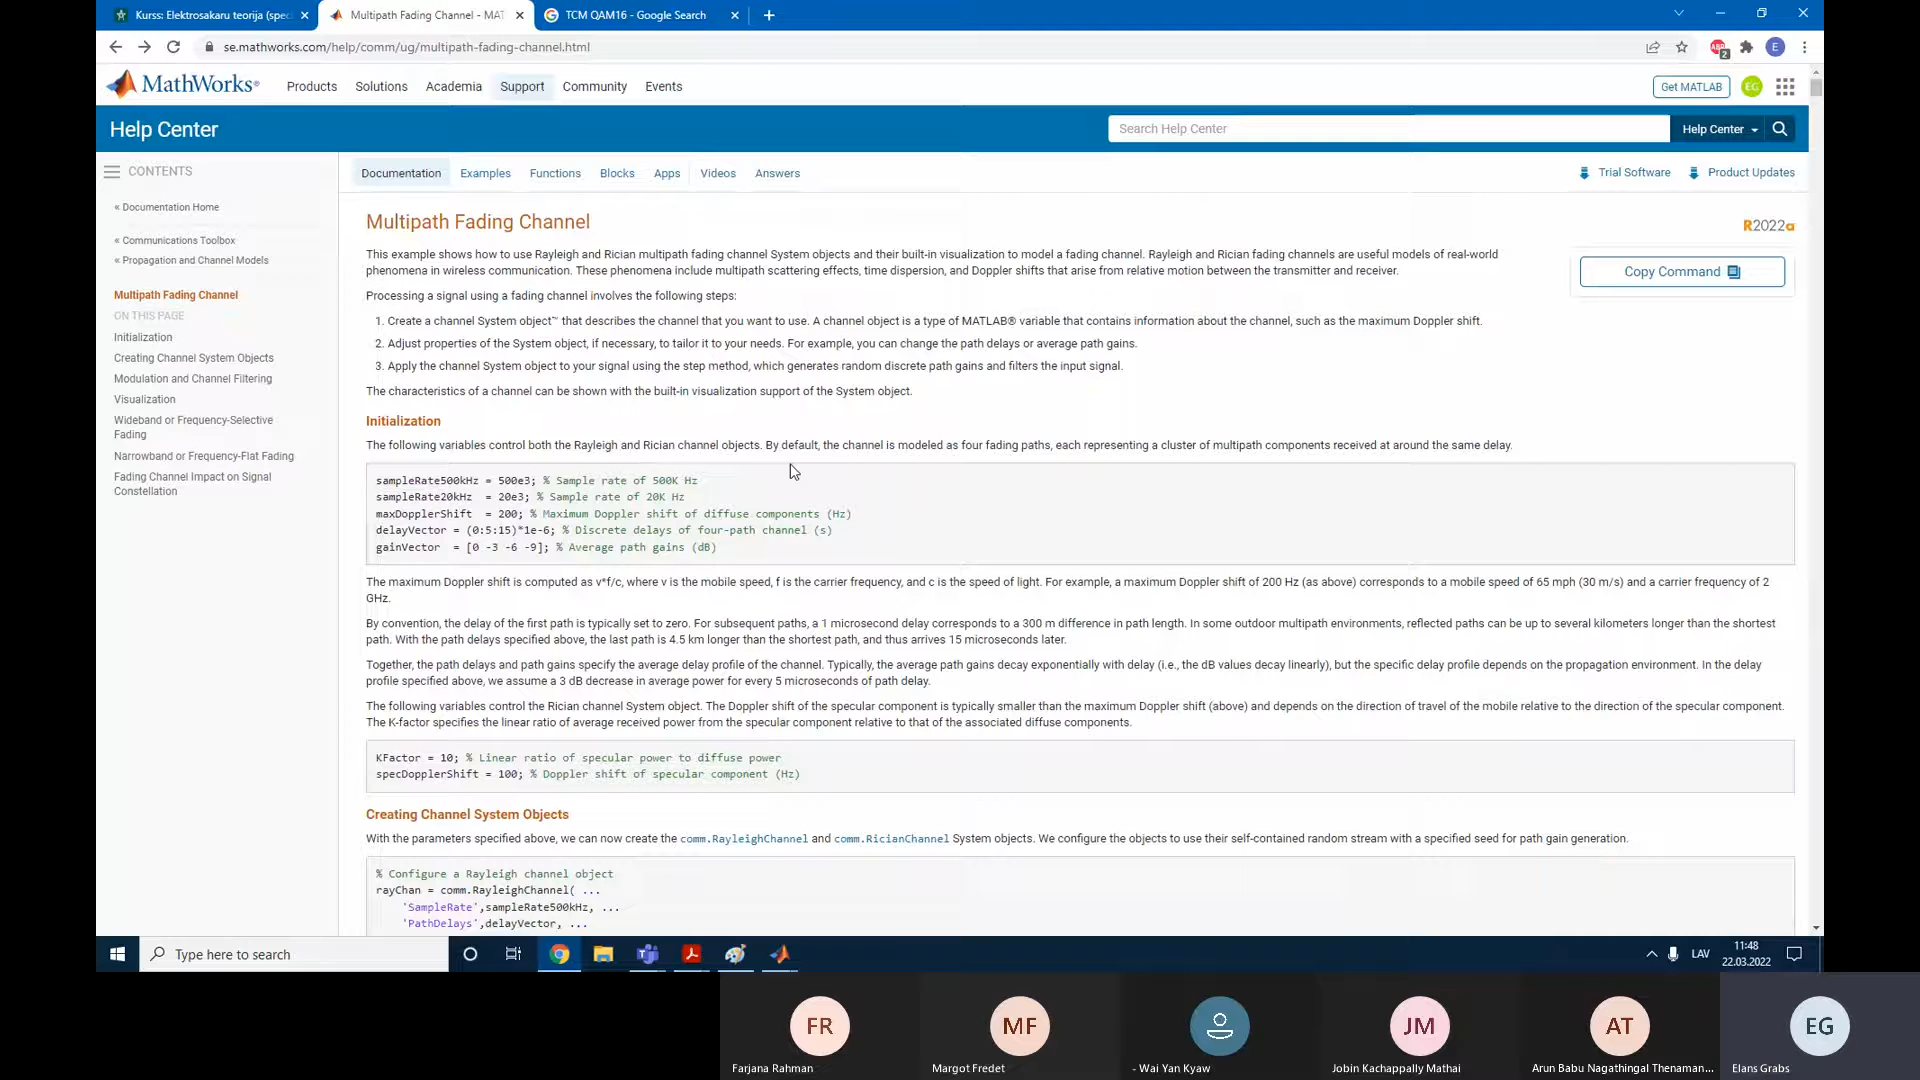 Kurss: Elektrosakaru teorija (spec
Multipath Fading Channel - MAT
TCM QAM16 - Google Search
se.mathworks.com/help/comm/ug/multipath-fading-channel.html
ABP
2
E
MathWorks®
Products
Solutions
Academia
Support
Community
Events
Get MATLAB
EG
Help Center
Search Help Center
Help Center
CONTENTS
Documentation
Examples
Functions
Blocks
Apps
Videos
Answers
Trial Software
Product Updates
« Documentation Home
« Communications Toolbox
« Propagation and Channel Models
Multipath Fading Channel
ON THIS PAGE
Initialization
Creating Channel System Objects
Modulation and Channel Filtering
Visualization
Wideband or Frequency-Selective
Fading
Narrowband or Frequency-Flat Fading
Fading Channel Impact on Signal
Constellation
Multipath Fading Channel
R2022a
Copy Command
This example shows how to use Rayleigh and Rician multipath fading channel System objects and their built-in visualization to model a fading channel. Rayleigh and Rician fading channels are useful models of real-world
phenomena in wireless communication. These phenomena include multipath scattering effects, time dispersion, and Doppler shifts that arise from relative motion between the transmitter and receiver.
Processing a signal using a fading channel involves the following steps:
1. Create a channel System object™ that describes the channel that you want to use. A channel object is a type of MATLAB® variable that contains information about the channel, such as the maximum Doppler shift.
2. Adjust properties of the System object, if necessary, to tailor it to your needs. For example, you can change the path delays or average path gains.
3. Apply the channel System object to your signal using the step method, which generates random discrete path gains and filters the input signal.
The characteristics of a channel can be shown with the built-in visualization support of the System object.
Initialization
The following variables control both the Rayleigh and Rician channel objects. By default, the channel is modeled as four fading paths, each representing a cluster of multipath components received at around the same delay.
sampleRate500kHz = 500e3; % Sample rate of 500K Hz
sampleRate20kHz = 20e3; % Sample rate of 20K Hz
maxDopplerShift = 200; % Maximum Doppler shift of diffuse components (Hz)
delayVector = (0:5:15)*1e-6; % Discrete delays of four-path channel (s)
gainVector = [0 -3 -6 -9]; % Average path gains (dB)
The maximum Doppler shift is computed as v*f/c, where v is the mobile speed, f is the carrier frequency, and c is the speed of light. For example, a maximum Doppler shift of 200 Hz (as above) corresponds to a mobile speed of 65 mph (30 m/s) and a carrier frequency of 2
GHz.
By convention, the delay of the first path is typically set to zero. For subsequent paths, a 1 microsecond delay corresponds to a 300 m difference in path length. In some outdoor multipath environments, reflected paths can be up to several kilometers longer than the shortest
path. With the path delays specified above, the last path is 4.5 km longer than the shortest path, and thus arrives 15 microseconds later.
Together, the path delays and path gains specify the average delay profile of the channel. Typically, the average path gains decay exponentially with delay (i.e., the dB values decay linearly), but the specific delay profile depends on the propagation environment. In the delay
profile specified above, we assume a 3 dB decrease in average power for every 5 microseconds of path delay.
The following variables control the Rician channel System object. The Doppler shift of the specular component is typically smaller than the maximum Doppler shift (above) and depends on the direction of travel of the mobile relative to the direction of the specular component.
The K-factor specifies the linear ratio of average received power from the specular component relative to that of the associated diffuse components.
KFactor = 10; % Linear ratio of specular power to diffuse power
specDopplerShift = 100; % Doppler shift of specular component (Hz)
Creating Channel System Objects
With the parameters specified above, we can now create the comm.RayleighChannel and comm.RicianChannel System objects. We configure the objects to use their self-contained random stream with a specified seed for path gain generation.
% Configure a Rayleigh channel object
rayChan = comm.RayleighChannel( ...
'SampleRate',sampleRate500kHz, ...
'PathDelays',delayVector, ...
Type here to search
LAV
11:48
22.03.2022
FR
MF
JM
AT
EG
Farjana Rahman
Margot Fredet
- Wai Yan Kyaw
Jobin Kachappally Mathai
Arun Babu Nagathingal Thenaman...
Elans Grabs